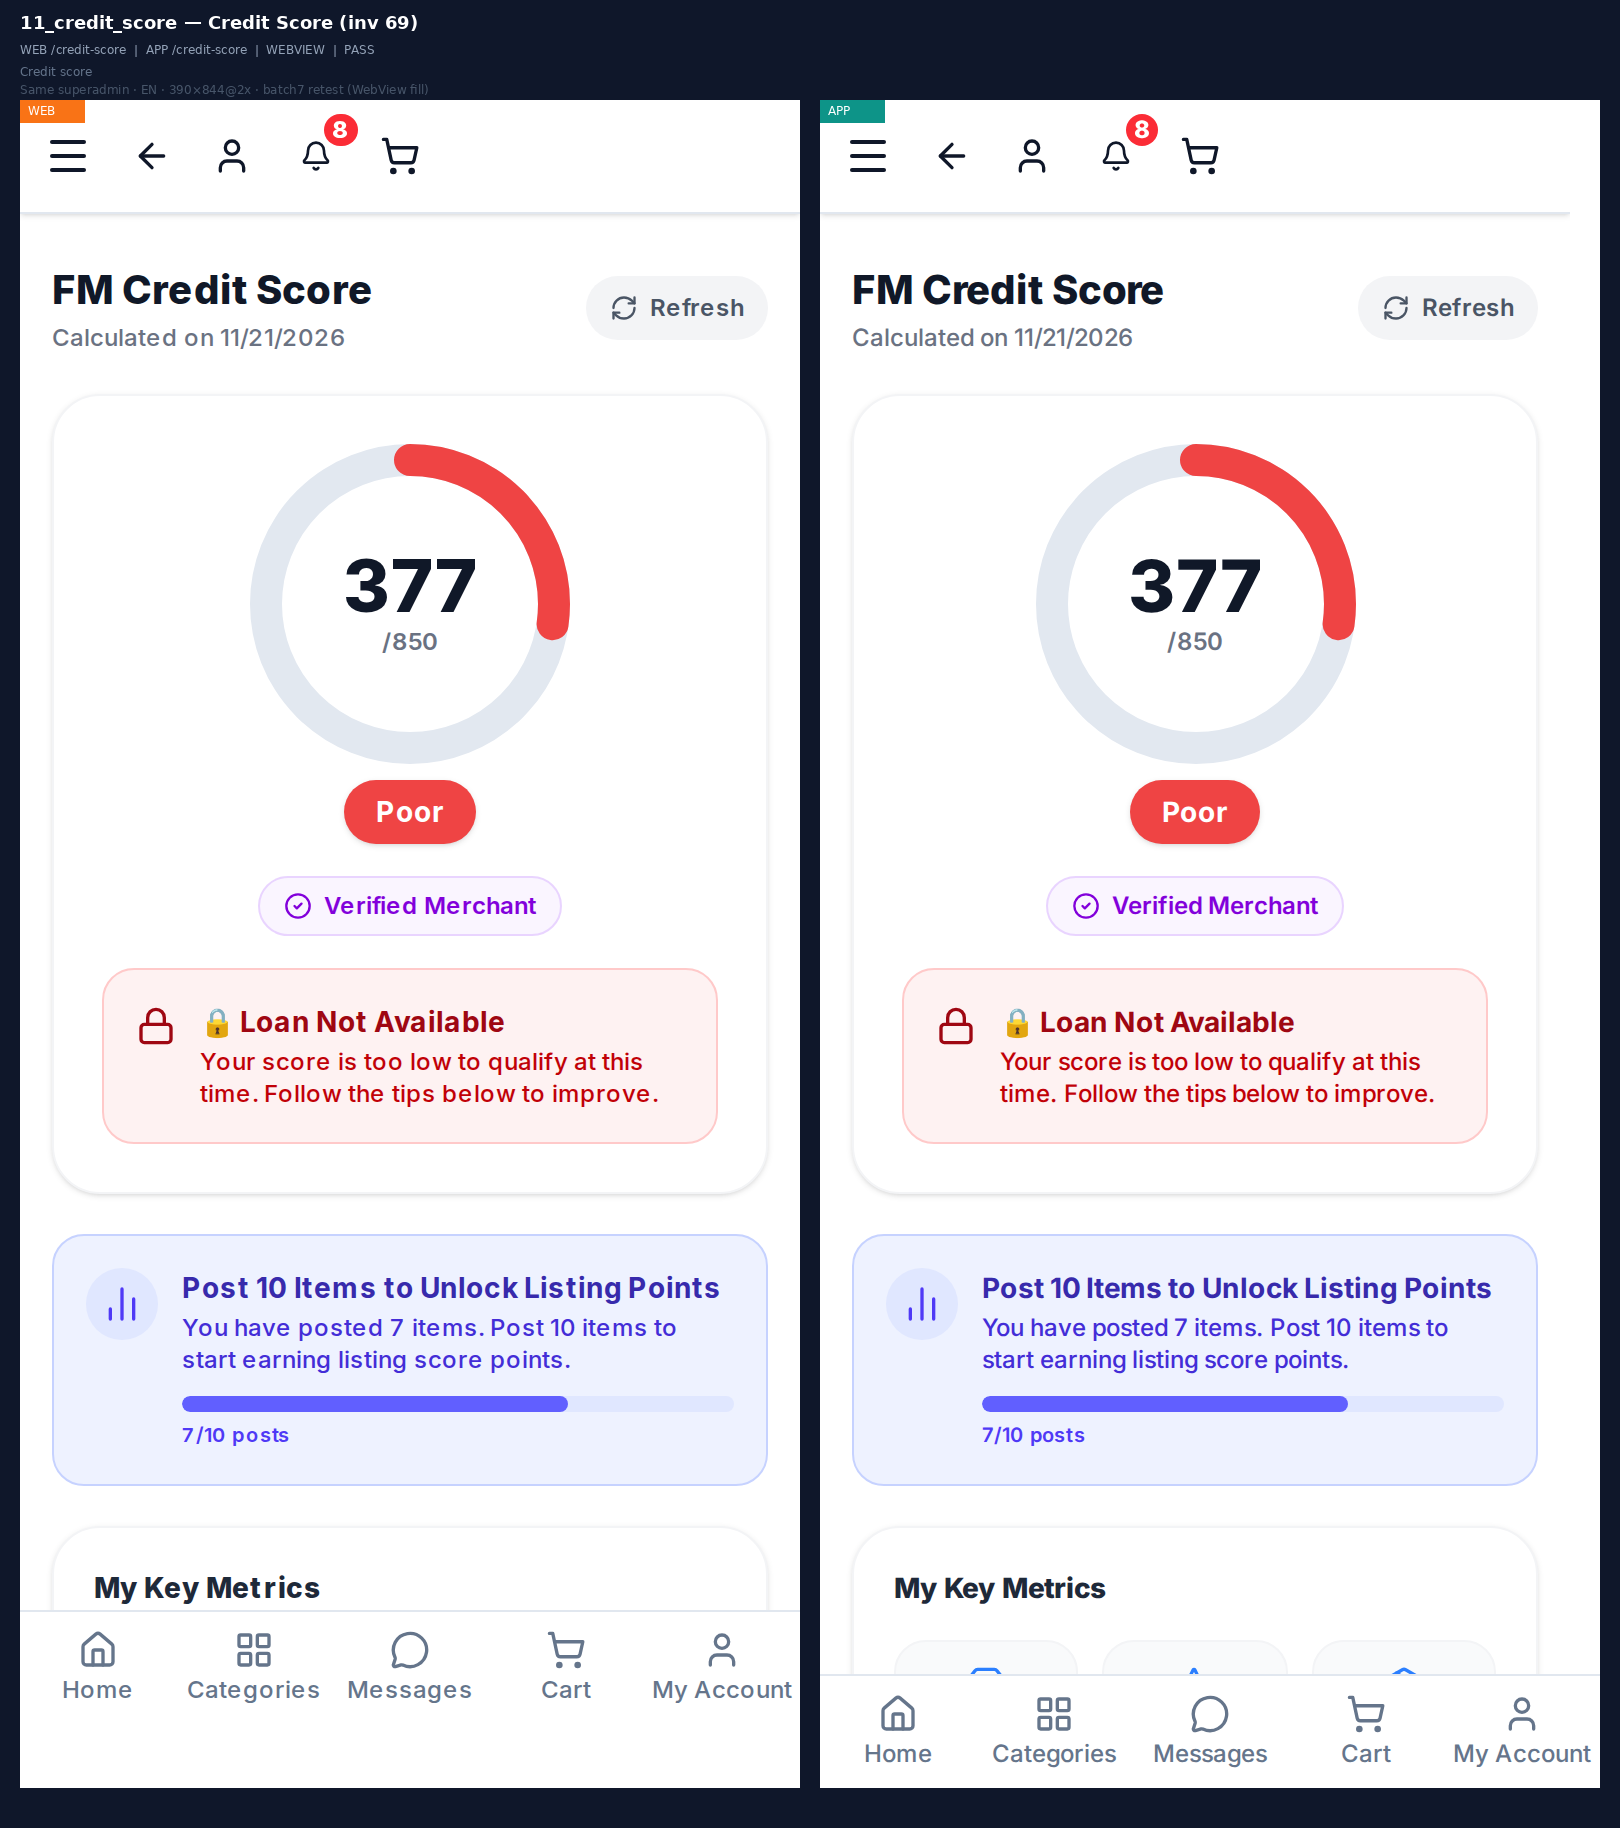 11_credit_score — Credit Score (inv 69)
WEB /credit-score | APP /credit-score | WEBVIEW | PASS
Credit score
Same superadmin · EN · 390×844@2x · batch7 retest (WebView fill)
WEB
8
FM Credit Score
Refresh
Calculated on 11/21/2026
377
/850
Poor
Verified Merchant
🔒 Loan Not Available
Your score is too low to qualify at this
time. Follow the tips below to improve.
Post 10 Items to Unlock Listing Points
You have posted 7 items. Post 10 items to
start earning listing score points.
7/10 posts
My Key Metrics
Home
Categories
Messages
Cart
My Account
APP
8
FM Credit Score
Refresh
Calculated on 11/21/2026
377
/850
Poor
Verified Merchant
🔒 Loan Not Available
Your score is too low to qualify at this
time. Follow the tips below to improve.
Post 10 Items to Unlock Listing Points
You have posted 7 items. Post 10 items to
start earning listing score points.
7/10 posts
My Key Metrics
Home
Categories
Messages
Cart
My Account